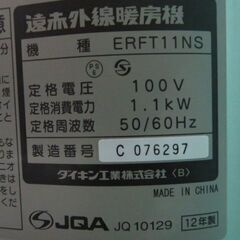 遠赤外線暖房機
機 種 ERFT11NS
PS
E
定格電圧 100V
定格消費電力 1.1kW
定格周波数 50/60Hz
製造番号 C 076297
ダイキン工業株式会社〈B〉
MADE IN CHINA
JQA JQ 10129 12年製